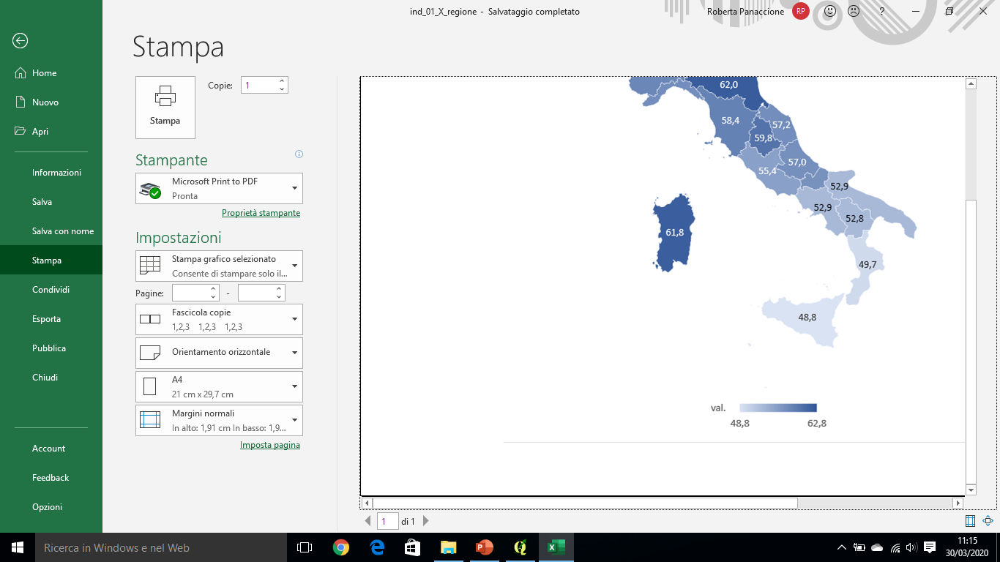 ind_01_X_regione - Salvataggio completato
Roberta Panaccione
RP
?
Home
Nuovo
Apri
Informazioni
Salva
Salva con nome
Stampa
Condividi
Esporta
Pubblica
Chiudi
Account
Feedback
Opzioni
Stampa
Stampa
Copie: 1
Stampante
Microsoft Print to PDF
Pronta
Proprietà stampante
Impostazioni
Stampa grafico selezionato
Consente di stampare solo il...
Pagine: -
Fascicola copie
1,2,3 1,2,3 1,2,3
Orientamento orizzontale
A4
21 cm x 29,7 cm
Margini normali
In alto: 1,91 cm In basso: 1,9...
Imposta pagina
62,0
58,4
57,2
59,8
57,0
55,4
52,9
52,9
52,8
61,8
49,7
48,8
val.
48,8 62,8
1 di 1
Ricerca in Windows e nel Web
11:15
30/03/2020